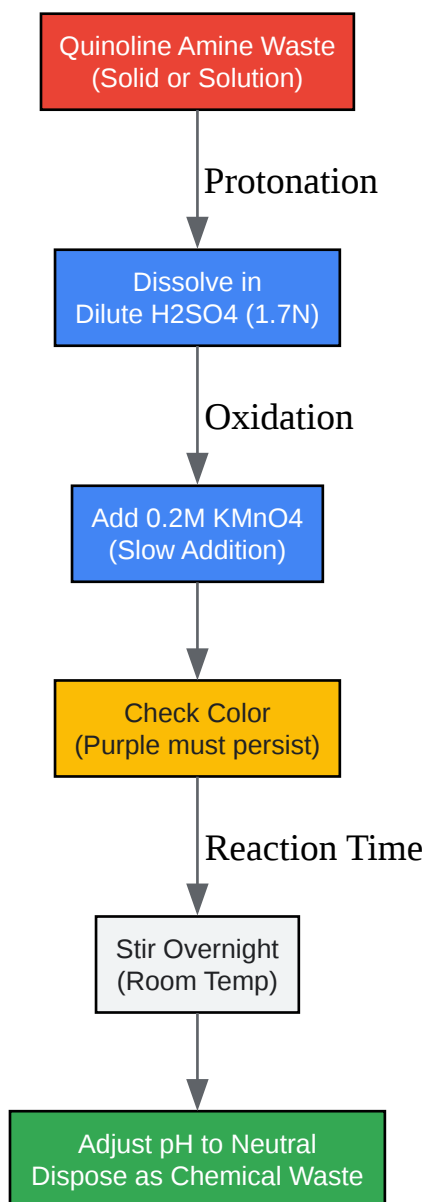 Quinoline Amine Waste
(Solid or Solution)
Protonation
Dissolve in
Dilute H2SO4 (1.7N)
Oxidation
Add 0.2M KMnO4
(Slow Addition)
Check Color
(Purple must persist)
Reaction Time
Stir Overnight
(Room Temp)
Adjust pH to Neutral
Dispose as Chemical Waste